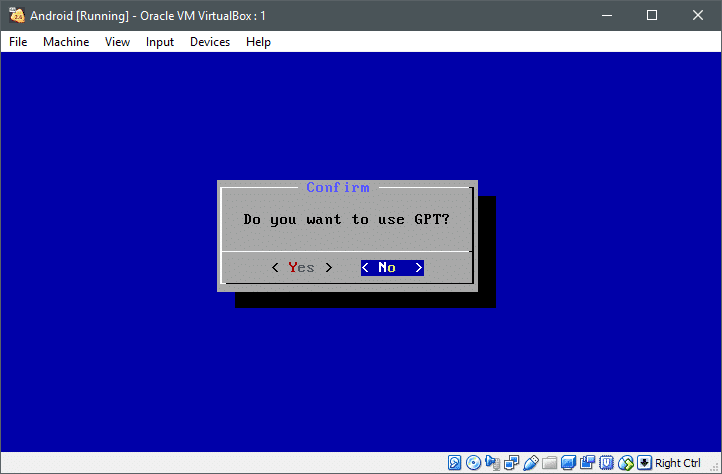 Android [Running] - Oracle VM VirtualBox : 1
File Machine View Input Devices Help
Confirm
Do you want to use GPT?
< Yes > < No >
Right Ctrl